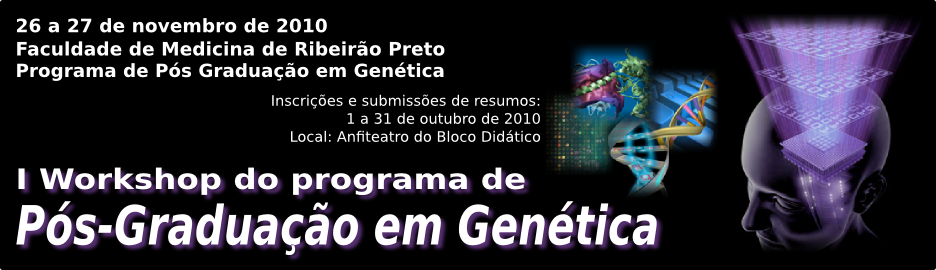 26 a 27 de novembro de 2010
Faculdade de Medicina de Ribeirão Preto
Programa de Pós Graduação em Genética
Inscrições e submissões de resumos:
1 a 31 de outubro de 2010
Local: Anfiteatro do Bloco Didático
I Workshop do programa de
Pós-Graduação em Genética